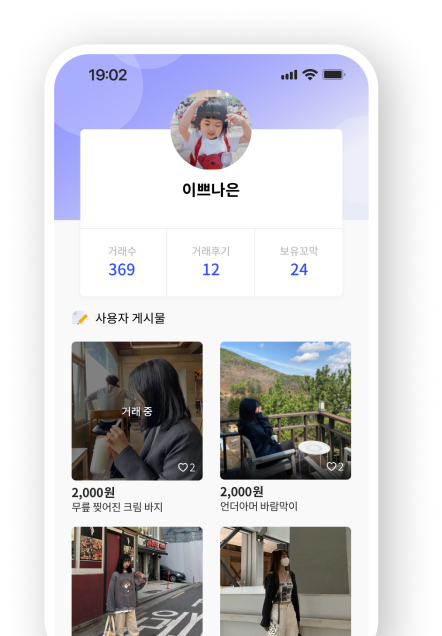 19:02
이쁘나은
거래수 거래후기 보유꼬막
369 12 24
사용자 게시물
거래 중
2 2
2,000원 2,000원
무릎 찢어진 크림 바지 언더아머 바람막이